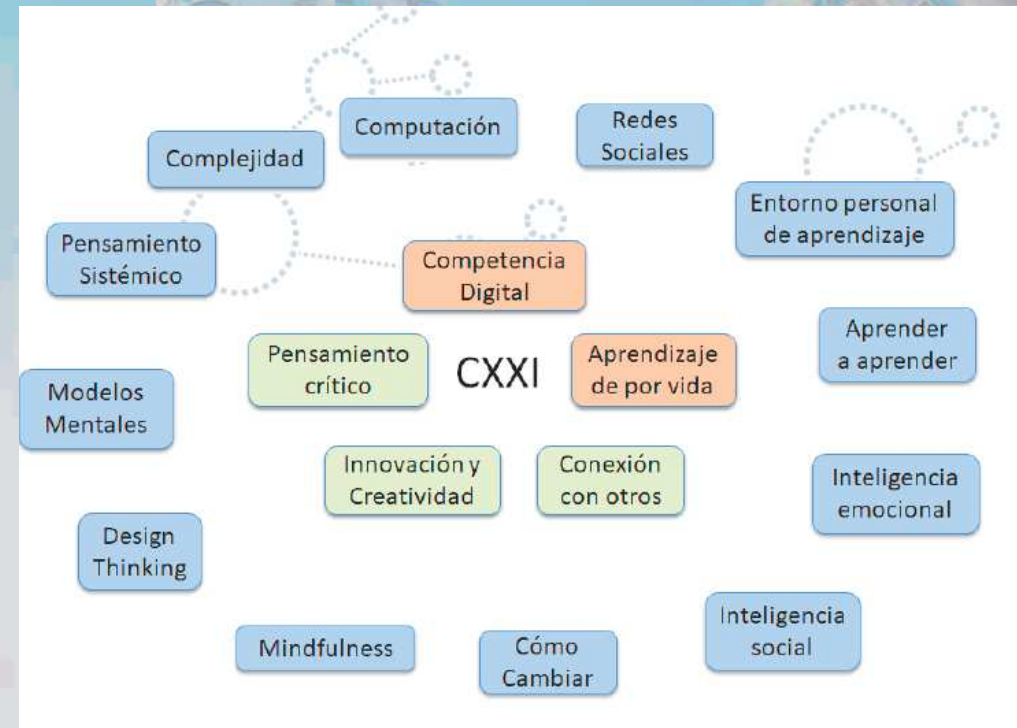 Computación
Redes
Sociales
Complejidad
Entorno personal
de aprendizaje
Pensamiento
Sistémico
Competencia
Digital
Aprender
a aprender
Pensamiento
crítico
CXXI
Aprendizaje
de por vida
Modelos
Mentales
Innovación y
Creatividad
Conexión
con otros
Inteligencia
emocional
Design
Thinking
Inteligencia
social
Mindfulness
Cómo
Cambiar